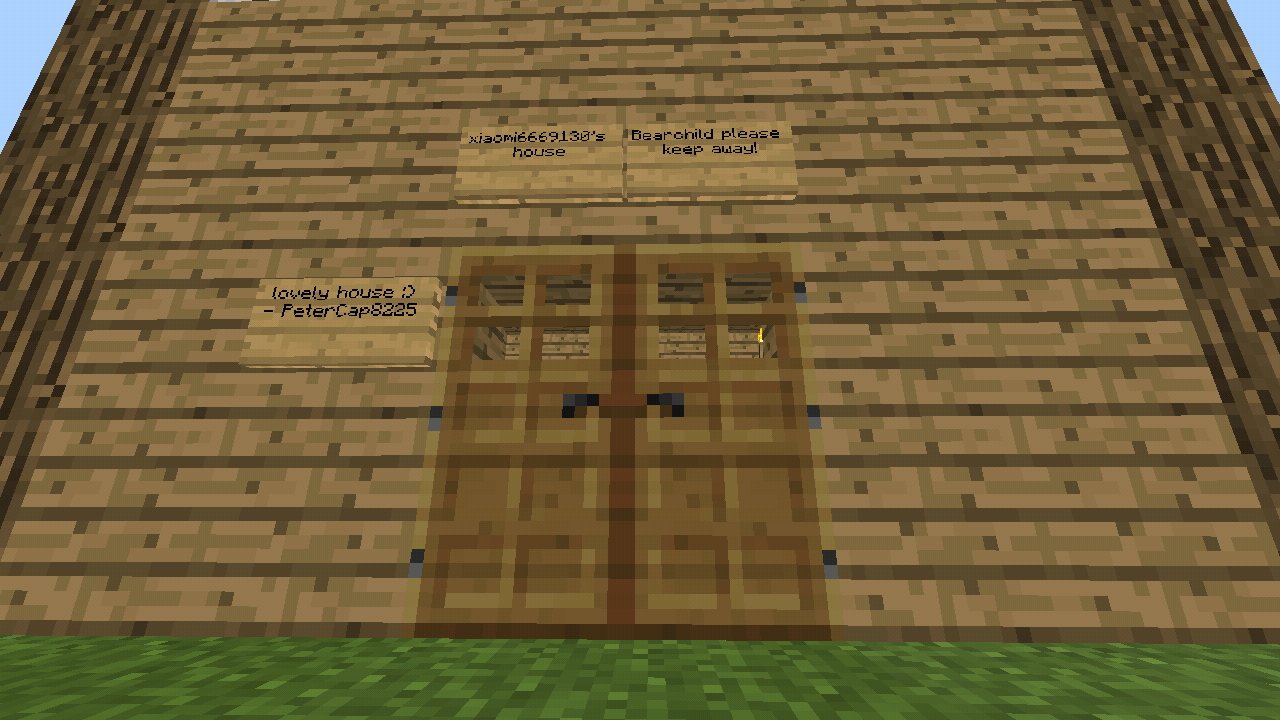 xiaomi6669130's
house
Bearchild please
keep away!
lovely house :)
- PeterCap8225